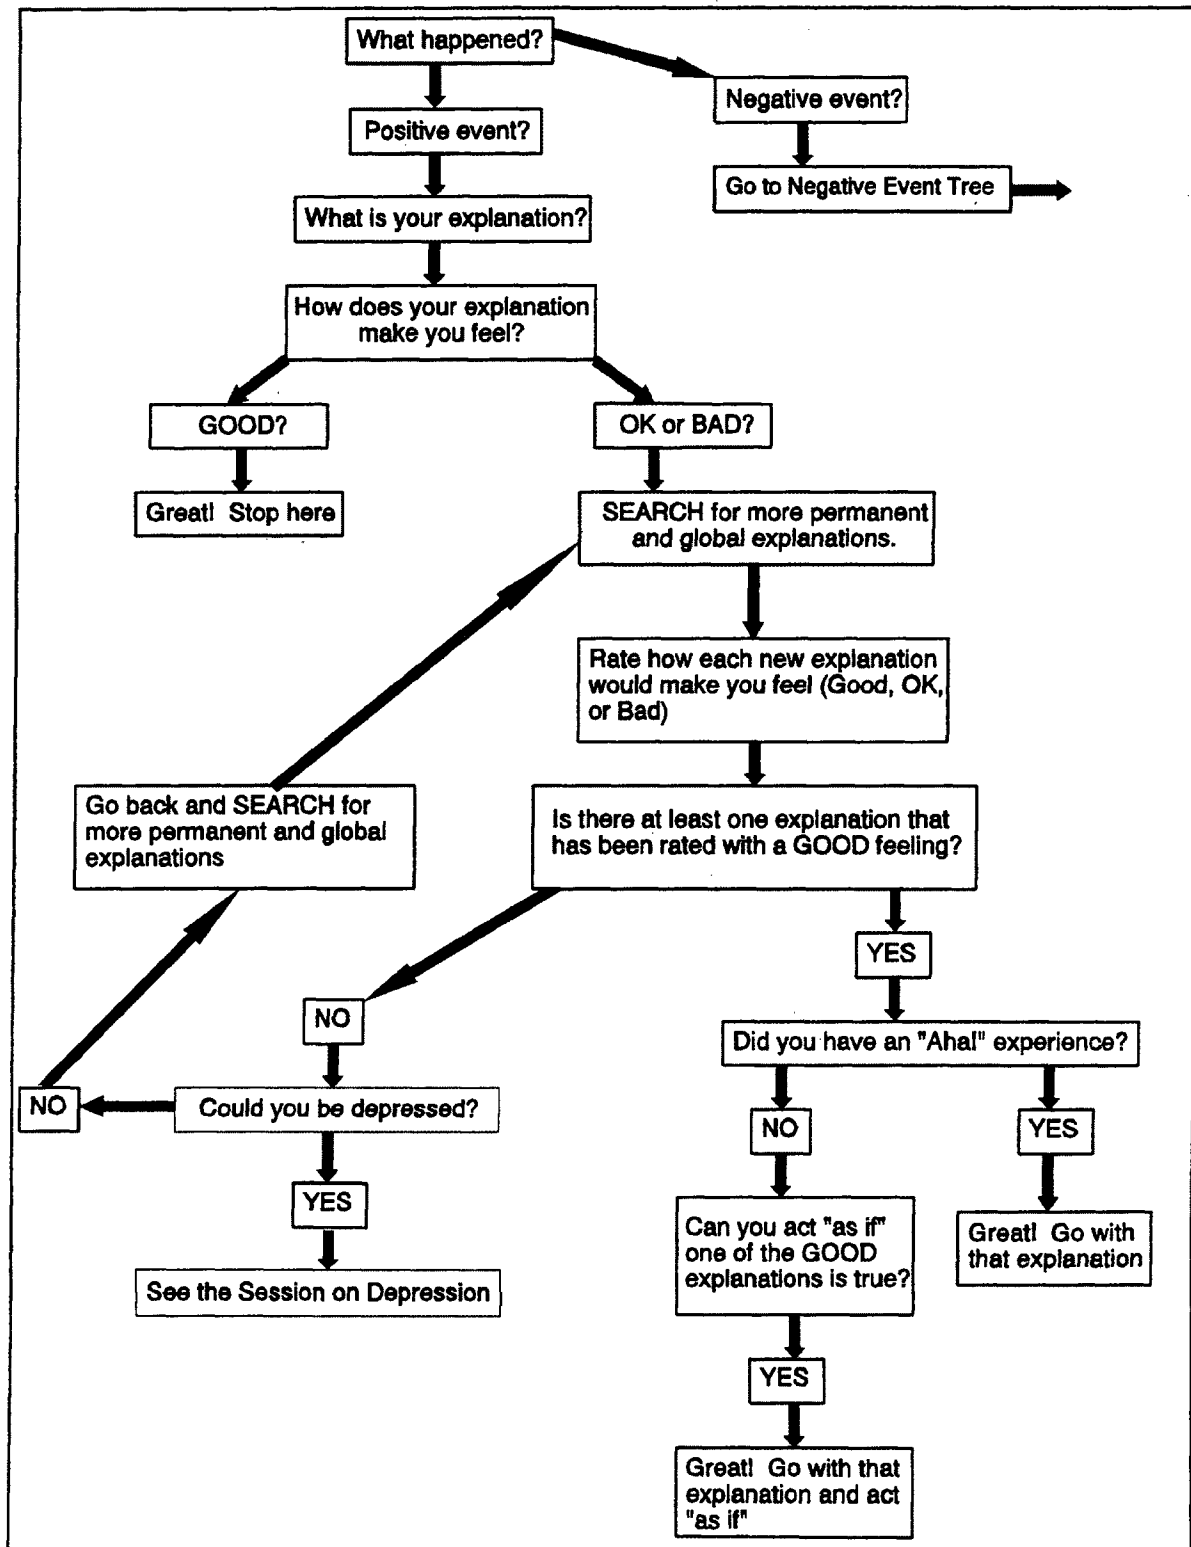 What happened?
Negative event?
Positive event?
Go to Negative Event Tree
What is your explanation?
How does your explanation
make you feel?
GOOD?
OK or BAD?
Great! Stop here
SEARCH for more permanent
and global explanations.
Rate how each new explanation
would make you feel (Good, OK,
or Bad)
Go back and SEARCH for
more permanent and global
explanations
Is there at least one explanation that
has been rated with a GOOD feeling?
YES
NO
Did you have an "Aha!" experience?
NO
Could you be depressed?
NO
YES
YES
Can you act "as if"
one of the GOOD
explanations is true?
Great! Go with
that explanation
See the Session on Depression
YES
Great! Go with that
explanation and act
"as if"